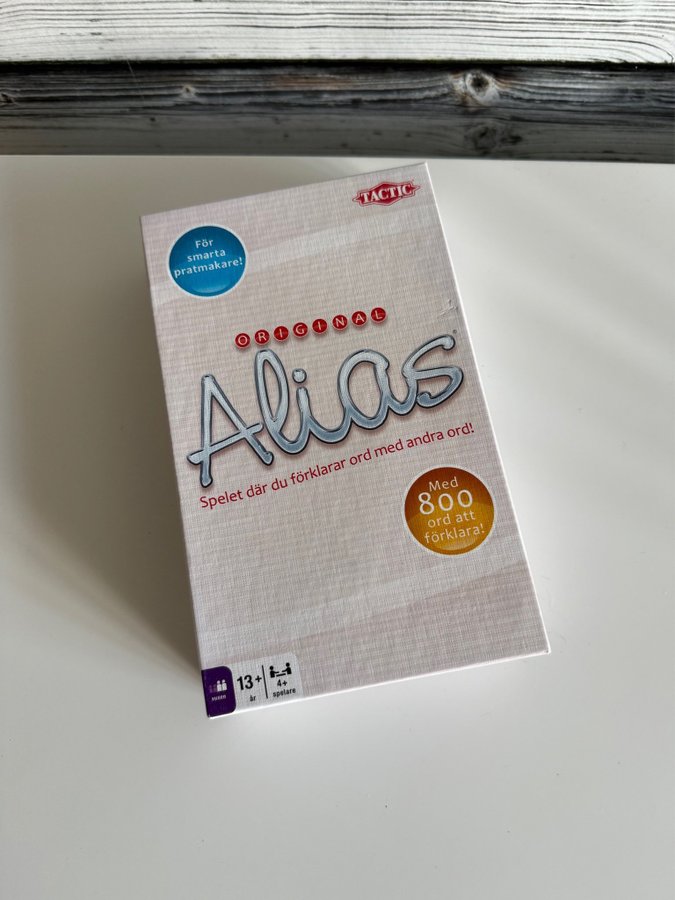 TACTIC
För
smarta
pratmakare!
ORIGINAL
Alias
Spelet där du förklarar ord med andra ord!
Med
800
ord att
förklara!
13+
år
4+
spelare